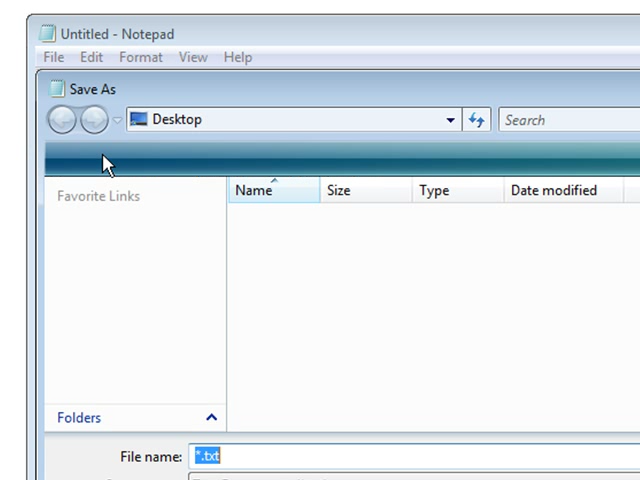 Untitled - Notepad
File Edit Format View Help
Save As
Desktop Search
Favorite Links
Name Size Type Date modified
Folders
File name: *.txt